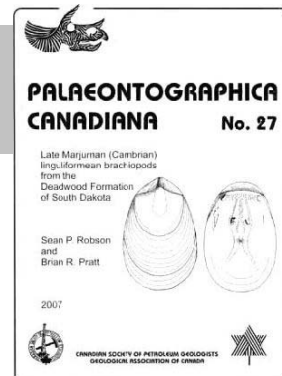 PALAEONTOGRAPHICA
CANADIANA No. 27
Late Marjuman (Cambrian)
linguliformean brachiopods
from the
Deadwood Formation
of South Dakota
Sean P. Robson
and
Brian R. Pratt
2007
CANADIAN SOCIETY OF PETROLEUM GEOLOGISTS
GEOLOGICAL ASSOCIATION OF CANADA